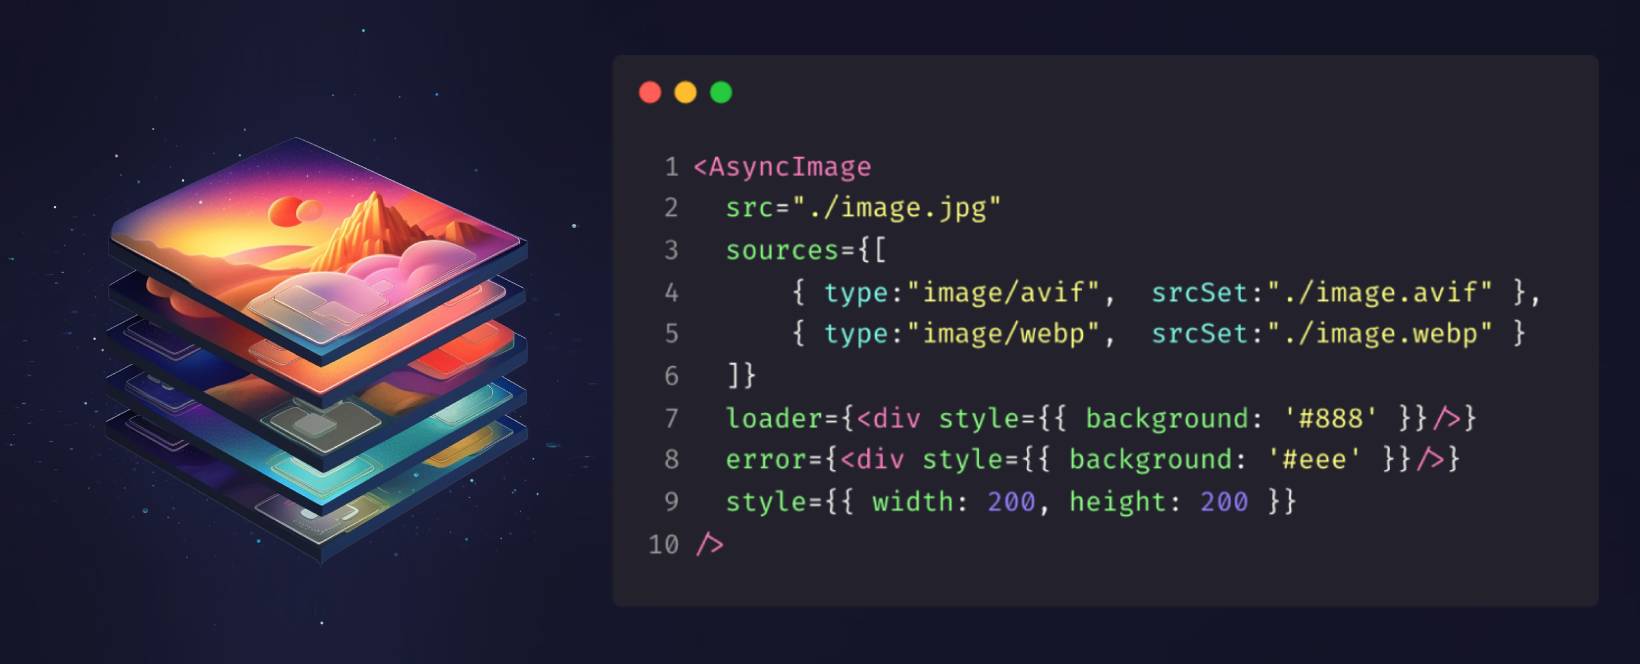 1 <AsyncImage
2   src="./image.jpg"
3   sources={[
4       { type:"image/avif",  srcSet:"./image.avif" },
5       { type:"image/webp",  srcSet:"./image.webp" }
6   ]}
7   loader={<div style={{ background: '#888' }}/>}
8   error={<div style={{ background: '#eee' }}/>}
9   style={{ width: 200, height: 200 }}
10 />